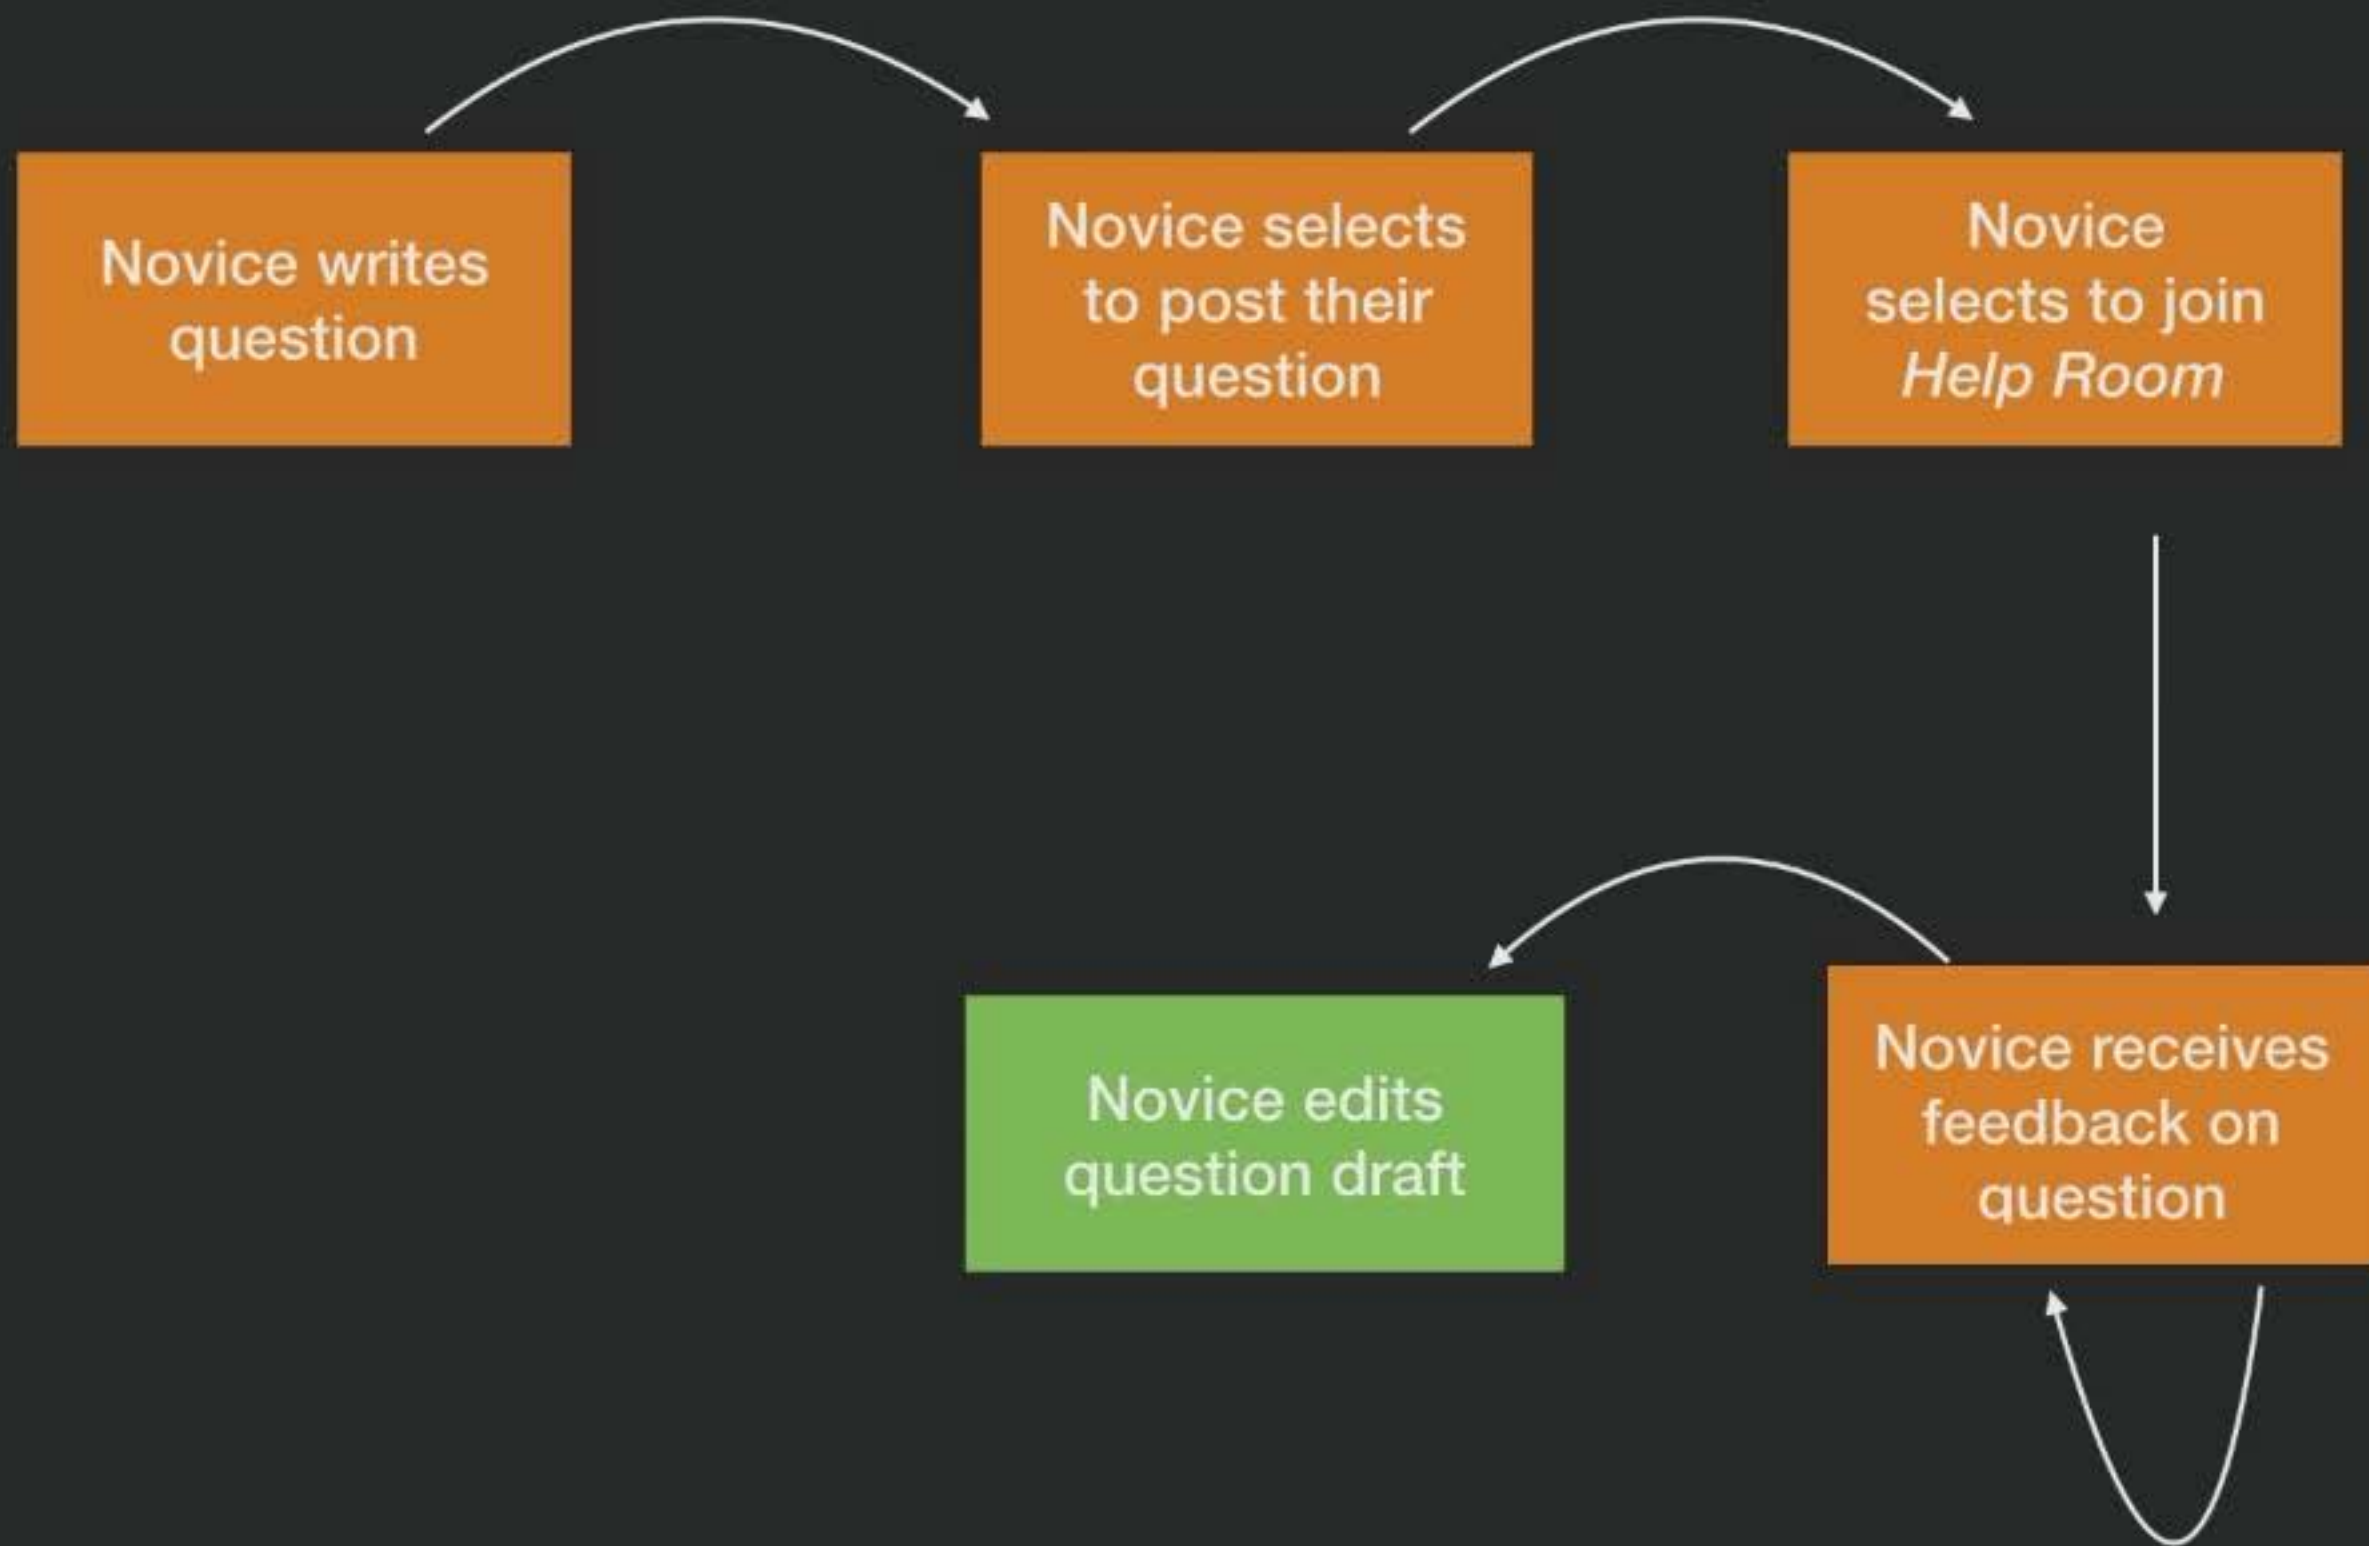 Novice writes
question
Novice selects
to post their
question
Novice
selects to join
Help Room
Novice receives
feedback on
question
Novice edits
question draft